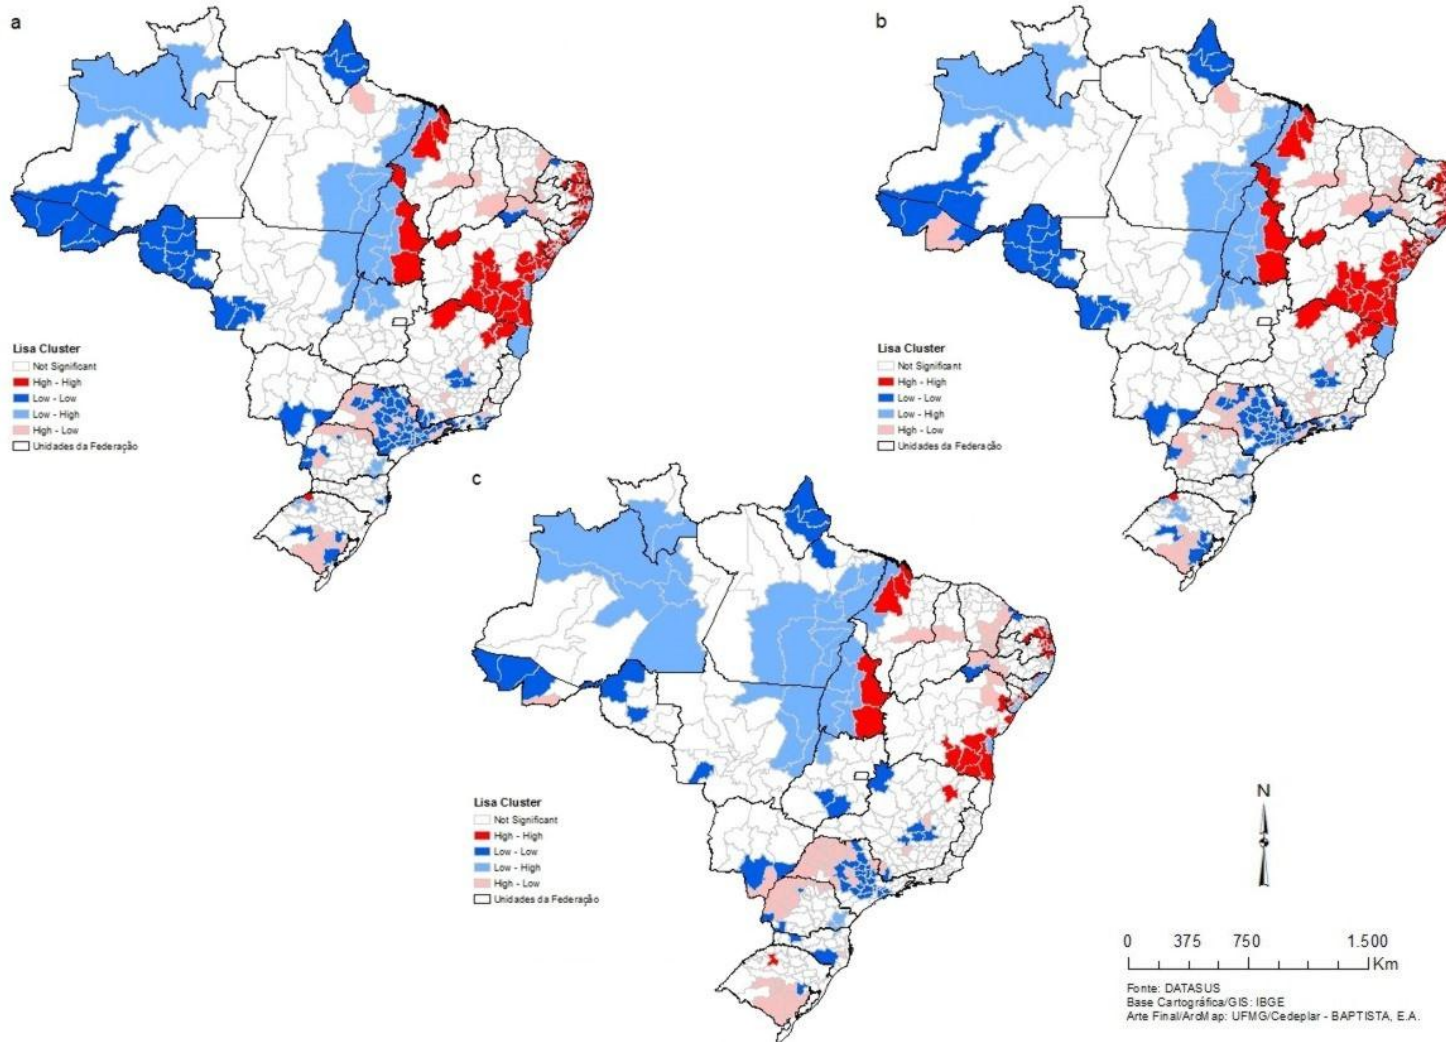 a
b
Lisa Cluster
Not Significant
High - High
Low - Low
Low - High
High - Low
Unidades da Federação
Lisa Cluster
Not Significant
High - High
Low - Low
Low - High
High - Low
Unidades da Federação
c
Lisa Cluster
Not Significant
High - High
Low - Low
Low - High
High - Low
Unidades da Federação
N
0 375 750 1.500
Km
Fonte: DATASUS
Base Cartográfica/GIS: IBGE
Arte Final/ArcMap: UFMG/Cedeplar - BAPTISTA, E.A.